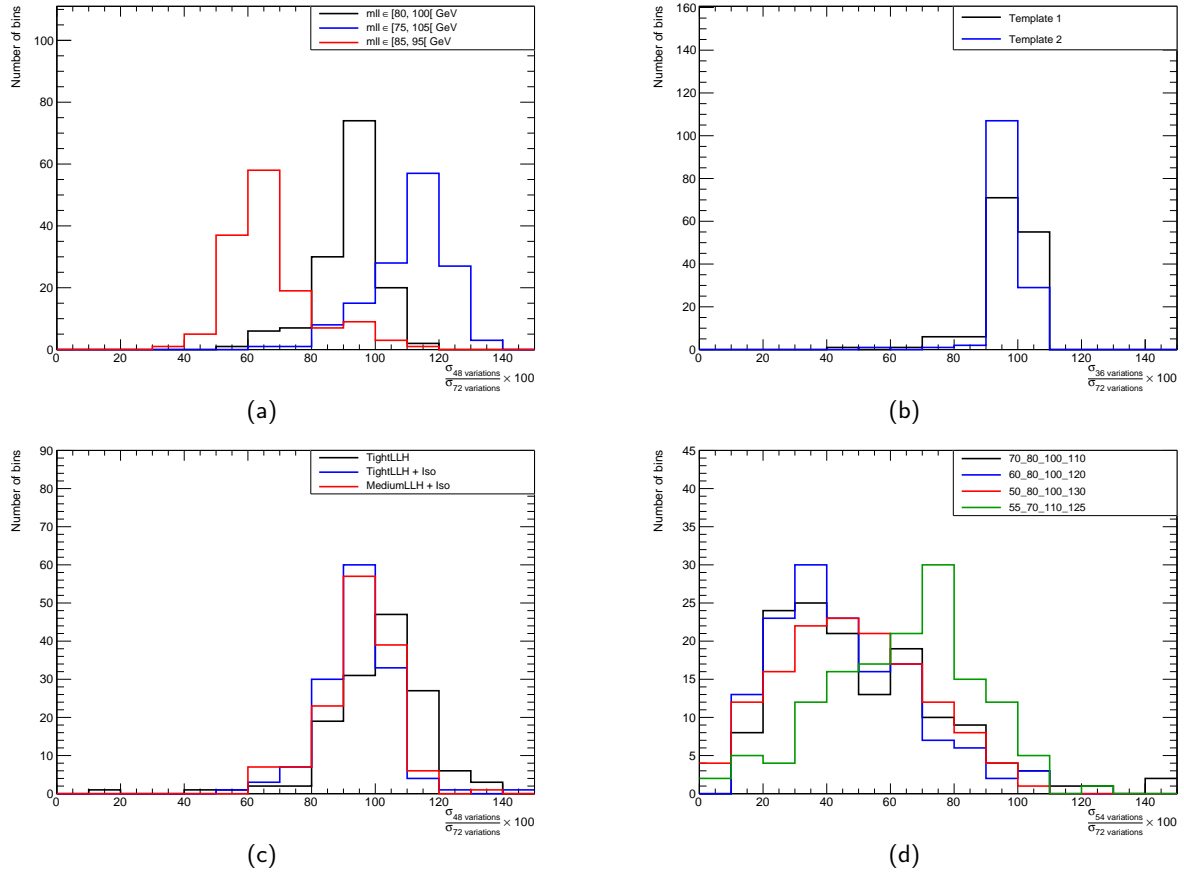 Number of bins
mll ∈ [80, 100[ GeV
mll ∈ [75, 105[ GeV
mll ∈ [85, 95[ GeV
100
80
60
40
20
0
0 20 40 60 80 100 120 140
σ48 variations
σ72 variations × 100
(a)
Number of bins
Template 1
Template 2
160
140
120
100
80
60
40
20
0
0 20 40 60 80 100 120 140
σ36 variations
σ72 variations × 100
(b)
Number of bins
TightLLH
TightLLH + Iso
MediumLLH + Iso
90
80
70
60
50
40
30
20
10
0
0 20 40 60 80 100 120 140
σ48 variations
σ72 variations × 100
(c)
Number of bins
70_80_100_110
60_80_100_120
50_80_100_130
55_70_110_125
45
40
35
30
25
20
15
10
5
0
0 20 40 60 80 100 120 140
σ54 variations
σ72 variations × 100
(d)